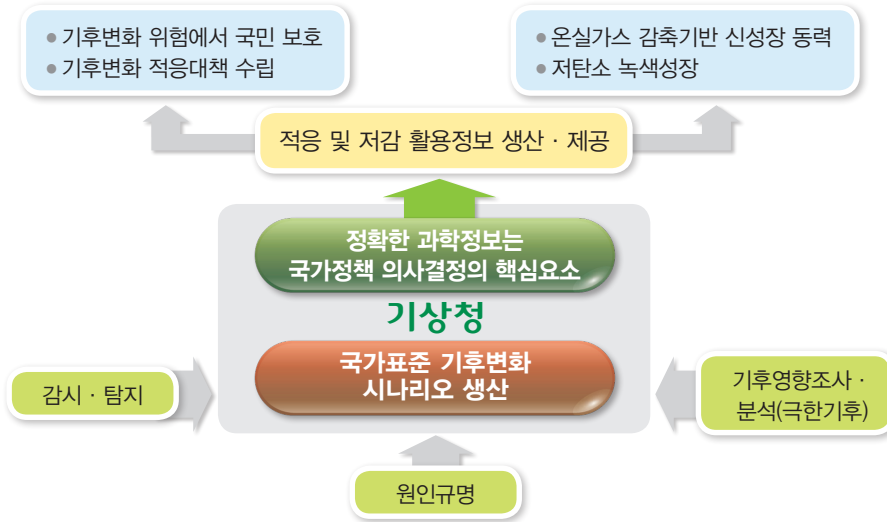 ● 기후변화 위험에서 국민 보호
● 기후변화 적응대책 수립
● 온실가스 감축기반 신성장 동력
● 저탄소 녹색성장
적응 및 저감 활용정보 생산 · 제공
정확한 과학정보는
국가정책 의사결정의 핵심요소
기상청
국가표준 기후변화
시나리오 생산
감시 · 탐지
기후영향조사 ·
분석(극한기후)
원인규명